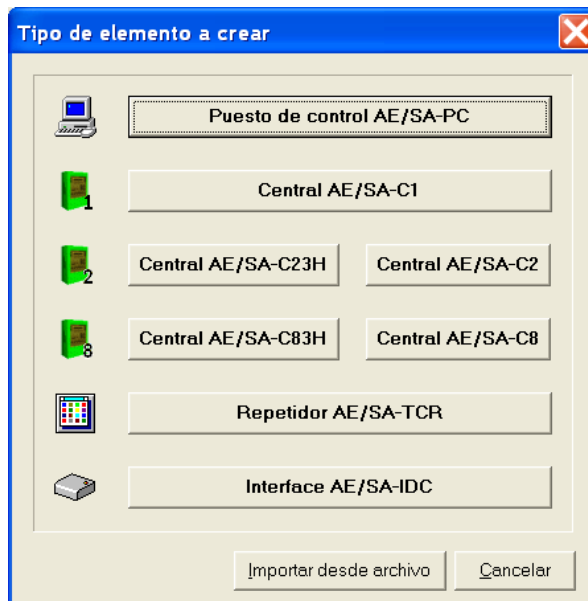 Tipo de elemento a crear
Puesto de control AE/SA-PC
1 Central AE/SA-C1
2 Central AE/SA-C23H Central AE/SA-C2
8 Central AE/SA-C83H Central AE/SA-C8
Repetidor AE/SA-TCR
Interface AE/SA-IDC
Importar desde archivo Cancelar